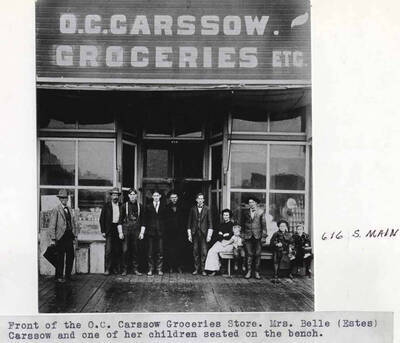 O.C.CARSSOW.
GROCERIES ETC.
616 S. MAIN
Front of the O.C. Carssow Groceries Store. Mrs. Belle (Estes)
Carssow and one of her children seated on the bench.